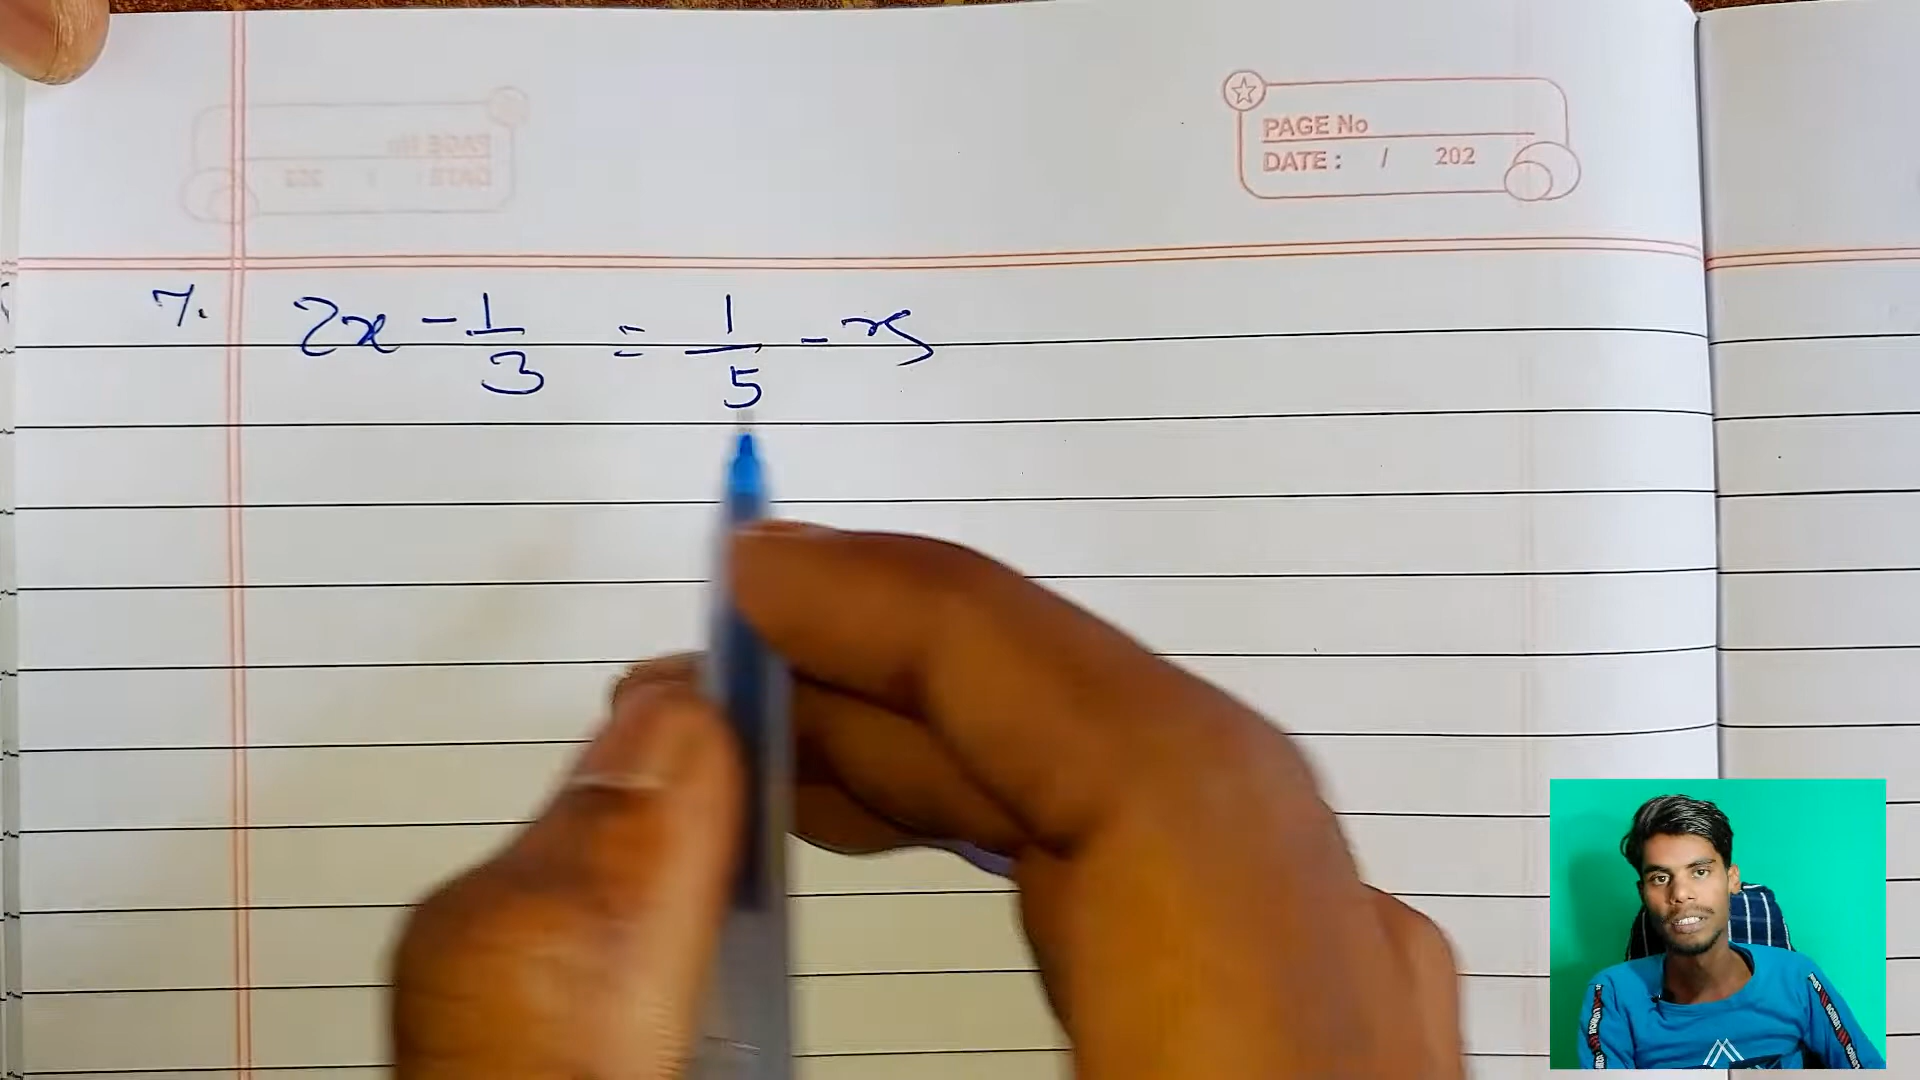 PAGE No
DATE : / 202
7. 2x - 1/3 = 1/5 - x